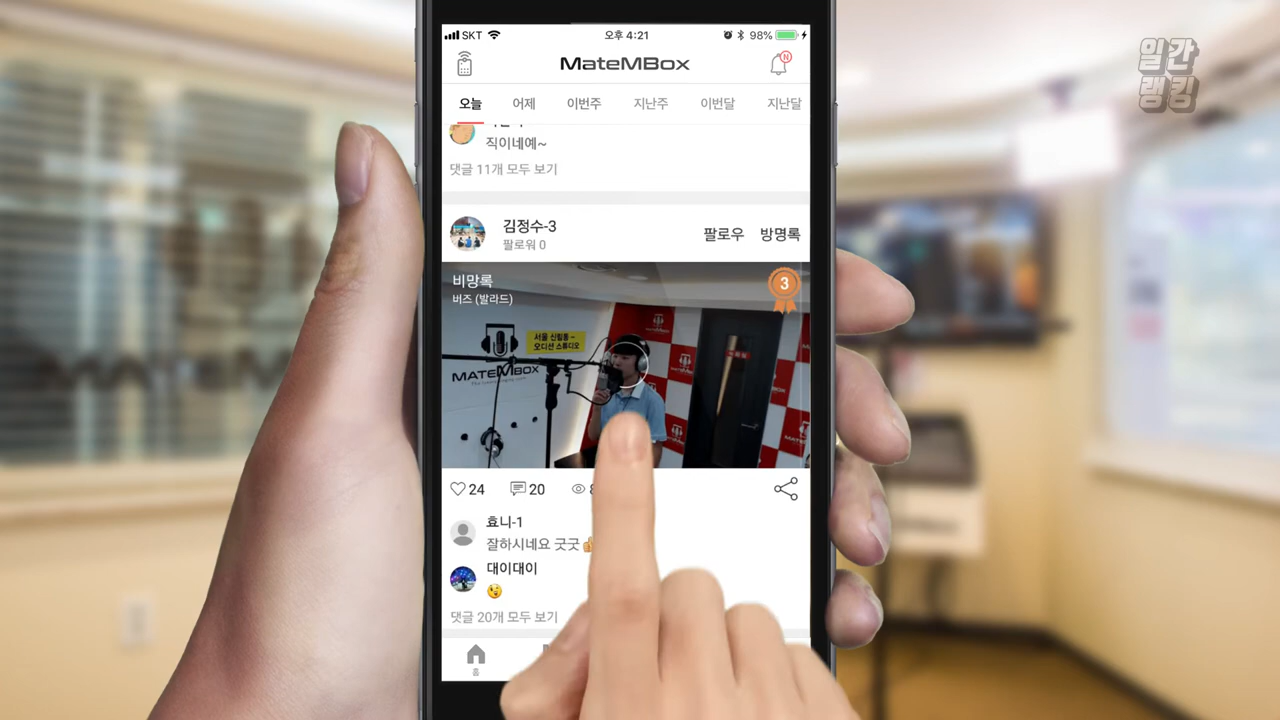 SKT
오후 4:21
98%
일간
랭킹
MateMBox
N
오늘
어제
이번주
지난주
이번달
지난달
직이네예~
댓글 11개 모두 보기
김정수-3
팔로워 0
팔로우
방명록
비망록
버즈 (발라드)
3
서울 신림동 ~
오디션 스튜디오
MATEMBOX
24
20
효니-1
잘하시네요 굿굿👍
대이대이
😘
댓글 20개 모두 보기
홈